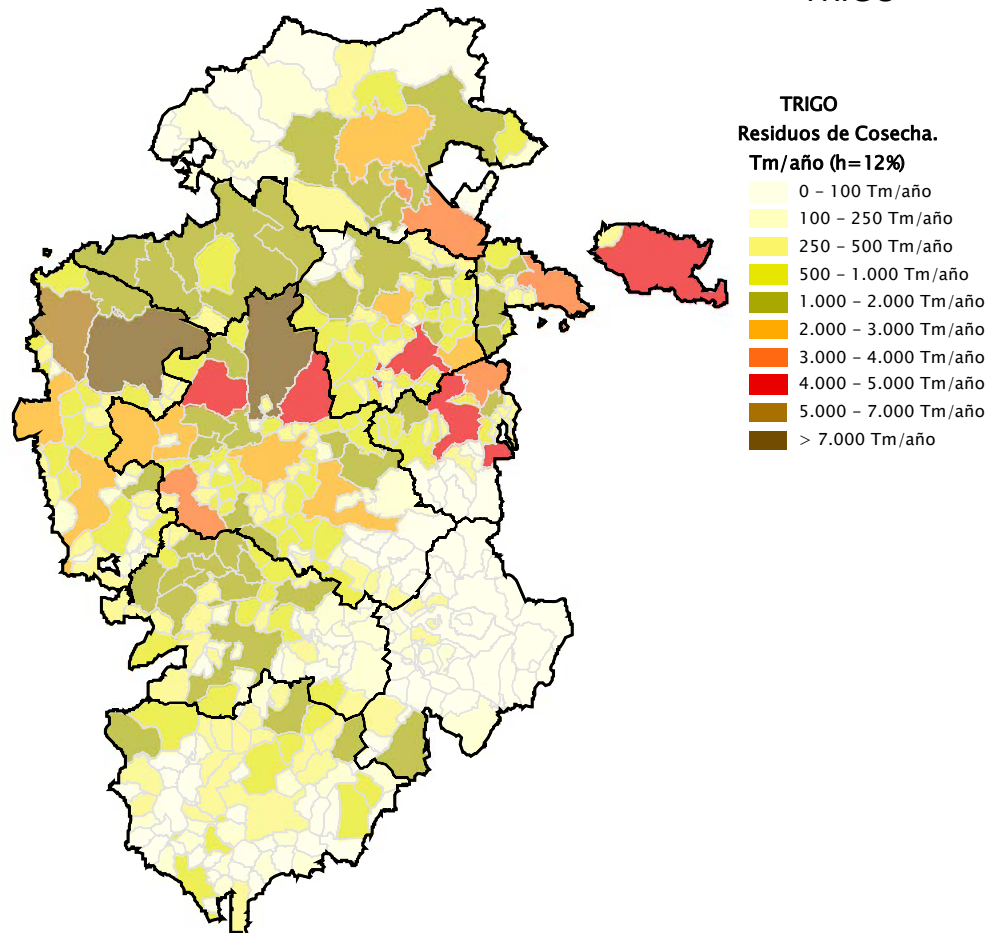 TRIGO
TRIGO
Residuos de Cosecha.
Tm/año (h=12%)
0 - 100 Tm/año
100 - 250 Tm/año
250 - 500 Tm/año
500 - 1.000 Tm/año
1.000 - 2.000 Tm/año
2.000 - 3.000 Tm/año
3.000 - 4.000 Tm/año
4.000 - 5.000 Tm/año
5.000 - 7.000 Tm/año
> 7.000 Tm/año